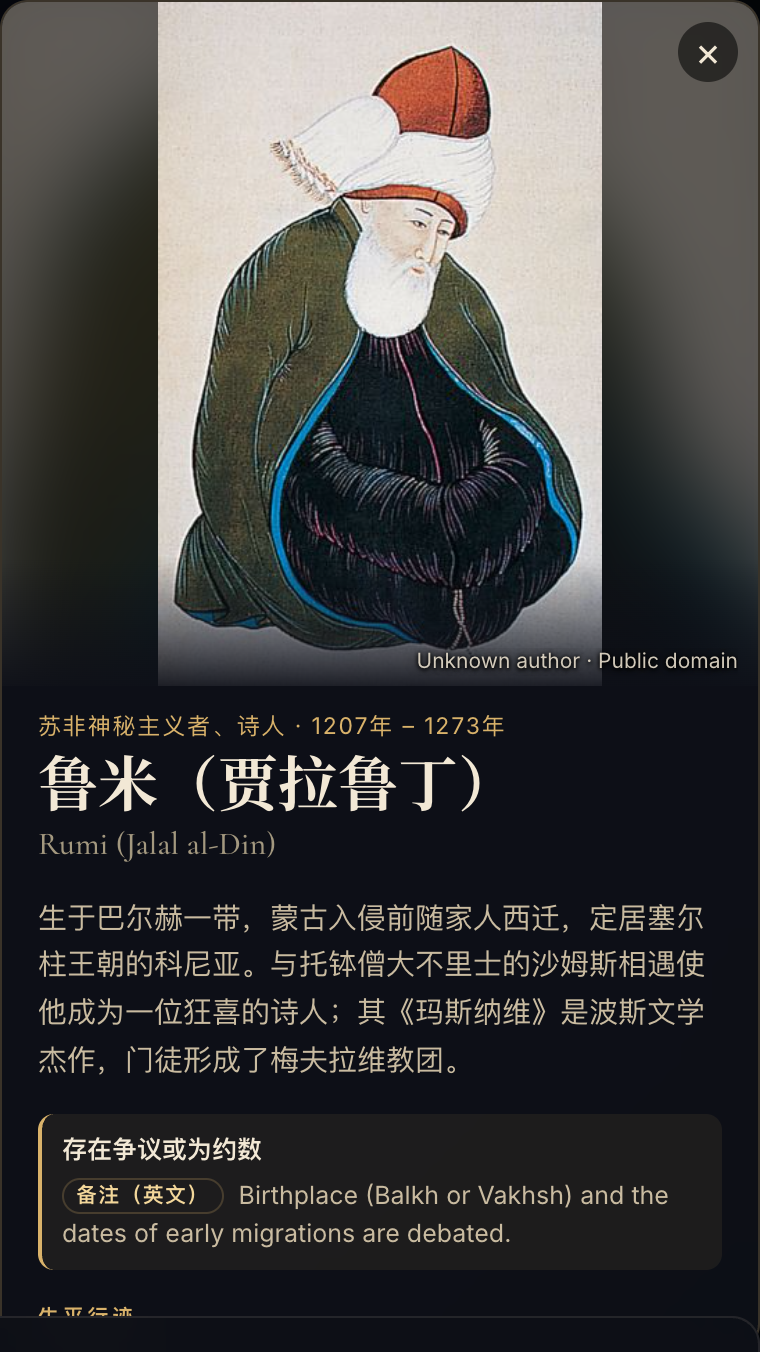 ×
Unknown author · Public domain
苏非神秘主义者、诗人 · 1207年 – 1273年
鲁米（贾拉鲁丁）
Rumi (Jalal al-Din)
生于巴尔赫一带，蒙古入侵前随家人西迁，定居塞尔
柱王朝的科尼亚。与托钵僧大不里士的沙姆斯相遇使
他成为一位狂喜的诗人；其《玛斯纳维》是波斯文学
杰作，门徒形成了梅夫拉维教团。
存在争议或为约数
备注（英文） Birthplace (Balkh or Vakhsh) and the
dates of early migrations are debated.
生平行迹